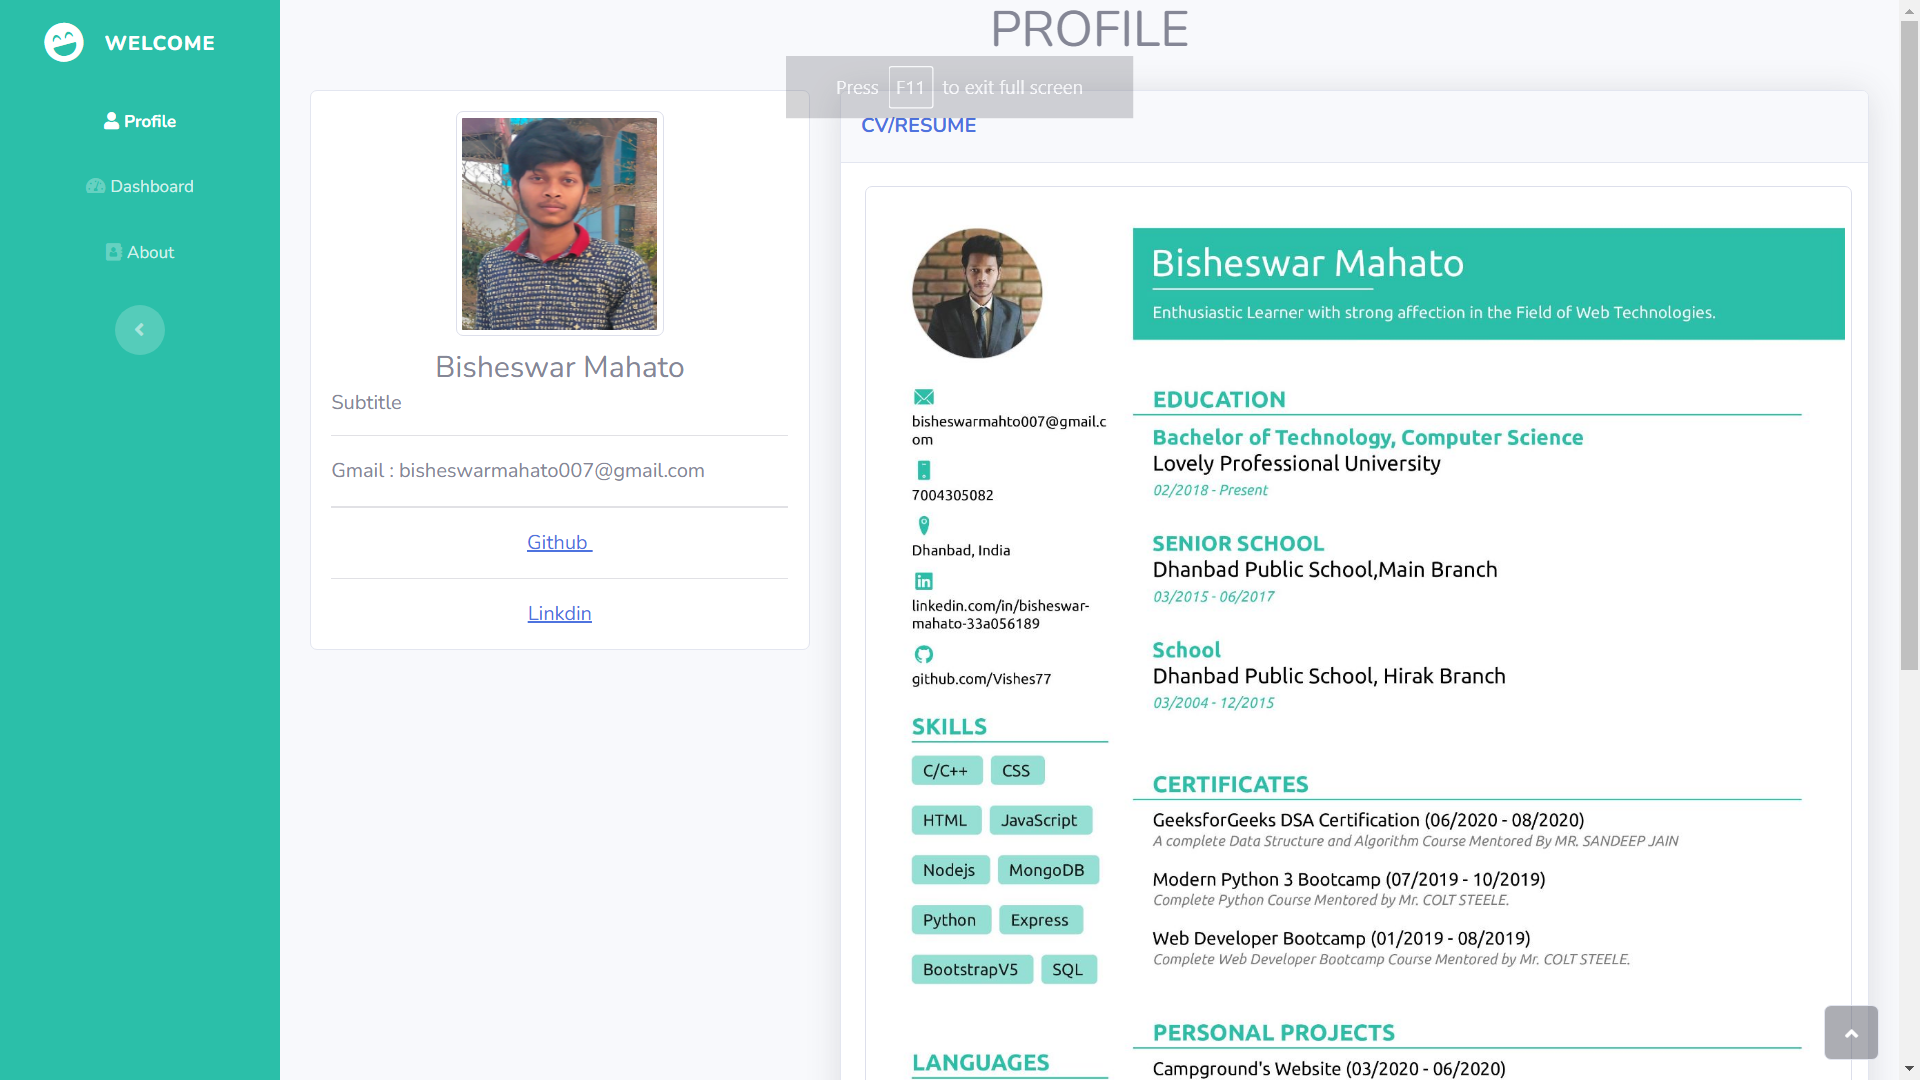 WELCOME
Profile
Dashboard
About
PROFILE
Press F11 to exit full screen
Bisheswar Mahato
Subtitle
Gmail : bisheswarmahato007@gmail.com
Github
Linkdin
CV/RESUME
Bisheswar Mahato
Enthusiastic Learner with strong affection in the Field of Web Technologies.
bisheswarmahto007@gmail.c
om
7004305082
Dhanbad, India
linkedin.com/in/bisheswar-
mahato-33a056189
github.com/Vishes77
SKILLS
C/C++ CSS
HTML JavaScript
Nodejs MongoDB
Python Express
BootstrapV5 SQL
LANGUAGES
EDUCATION
Bachelor of Technology, Computer Science
Lovely Professional University
02/2018 - Present
SENIOR SCHOOL
Dhanbad Public School,Main Branch
03/2015 - 06/2017
School
Dhanbad Public School, Hirak Branch
03/2004 - 12/2015
CERTIFICATES
GeeksforGeeks DSA Certification (06/2020 - 08/2020)
A complete Data Structure and Algorithm Course Mentored By MR. SANDEEP JAIN
Modern Python 3 Bootcamp (07/2019 - 10/2019)
Complete Python Course Mentored by Mr. COLT STEELE.
Web Developer Bootcamp (01/2019 - 08/2019)
Complete Web Developer Bootcamp Course Mentored by Mr. COLT STEELE.
PERSONAL PROJECTS
Campground's Website (03/2020 - 06/2020)